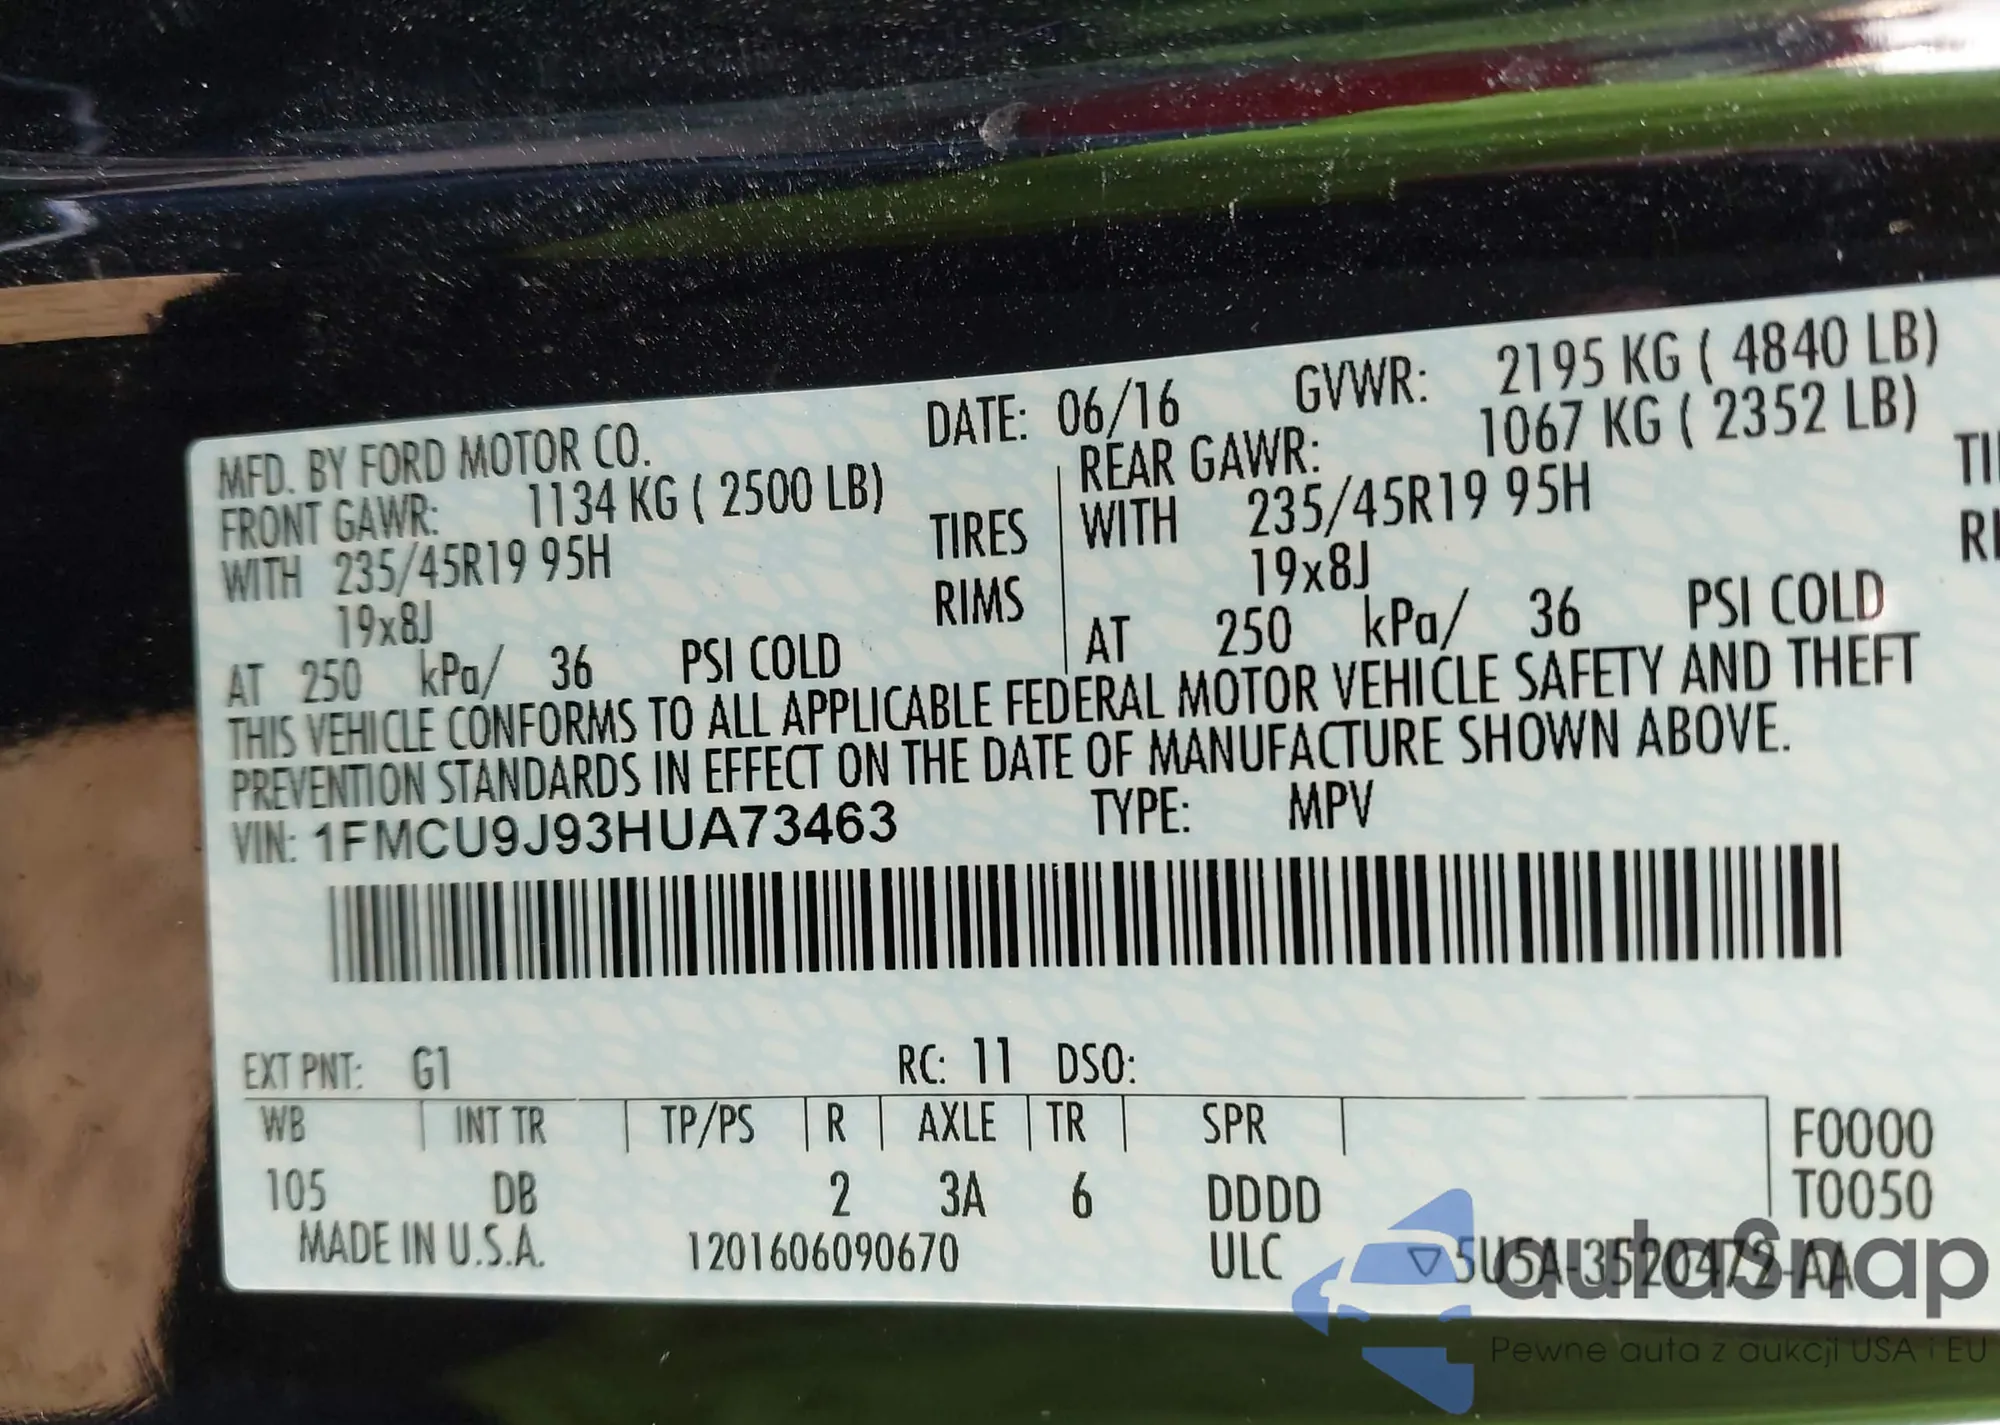 MFD. BY FORD MOTOR CO. DATE: 06/16 GVWR: 2195 KG ( 4840 LB)
FRONT GAWR: 1134 KG ( 2500 LB) REAR GAWR: 1067 KG ( 2352 LB)
WITH 235/45R19 95H TIRES WITH 235/45R19 95H
19x8J RIMS 19x8J
AT 250 kPa/ 36 PSI COLD AT 250 kPa/ 36 PSI COLD
THIS VEHICLE CONFORMS TO ALL APPLICABLE FEDERAL MOTOR VEHICLE SAFETY AND THEFT
PREVENTION STANDARDS IN EFFECT ON THE DATE OF MANUFACTURE SHOWN ABOVE.
VIN: 1FMCU9J93HUA73463 TYPE: MPV
EXT PNT: G1 RC: 11 DSO:
WB INT TR TP/PS R AXLE TR SPR F0000
105 DB 2 3A 6 DDDD T0050
MADE IN U.S.A. 1201606090670 ULC ▽5U5A-3520472-AA
autaSnap
Pewne auta z aukcji USA i EU